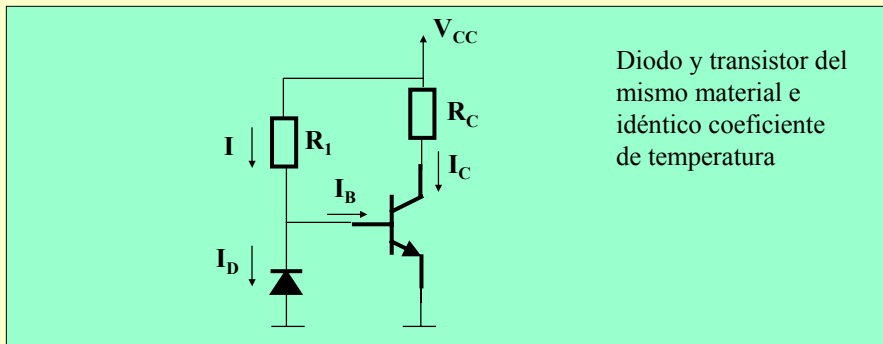 V_CC
Diodo y transistor del
mismo material e
idéntico coeficiente
de temperatura
R_C
I
R_1
I_C
I_B
I_D